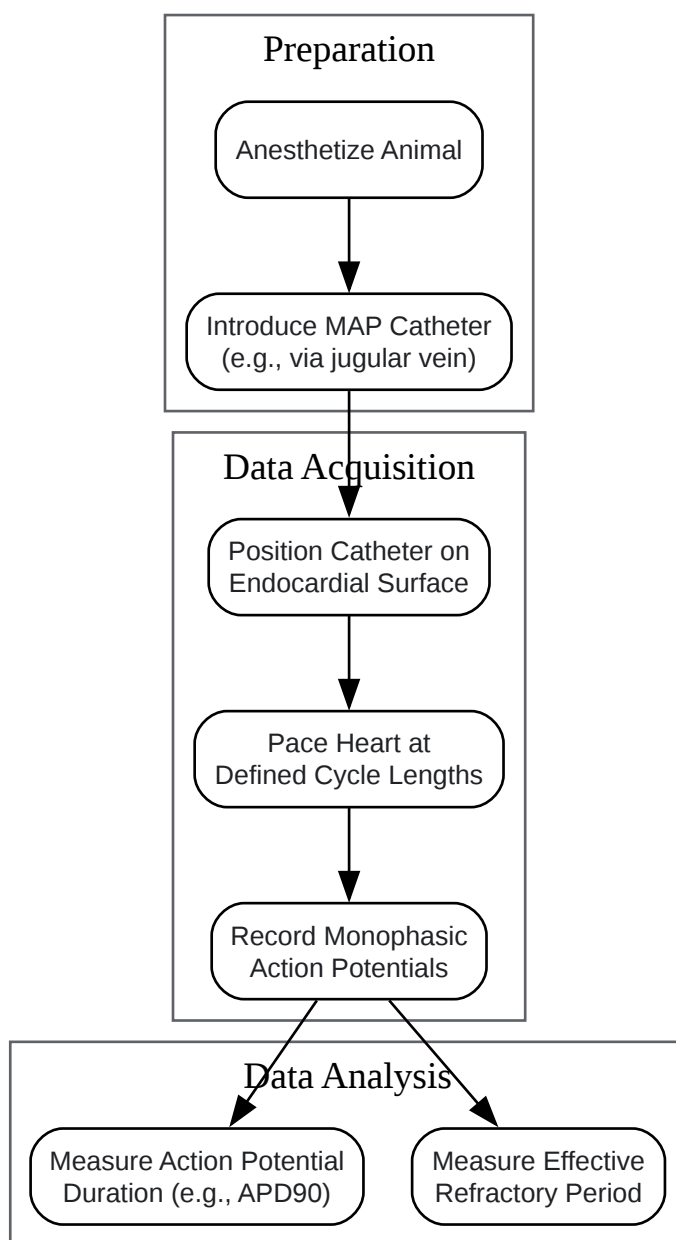 Preparation
Anesthetize Animal
Introduce MAP Catheter
(e.g., via jugular vein)
Data Acquisition
Position Catheter on
Endocardial Surface
Pace Heart at
Defined Cycle Lengths
Record Monophasic
Action Potentials
Data Analysis
Measure Action Potential
Duration (e.g., APD90)
Measure Effective
Refractory Period